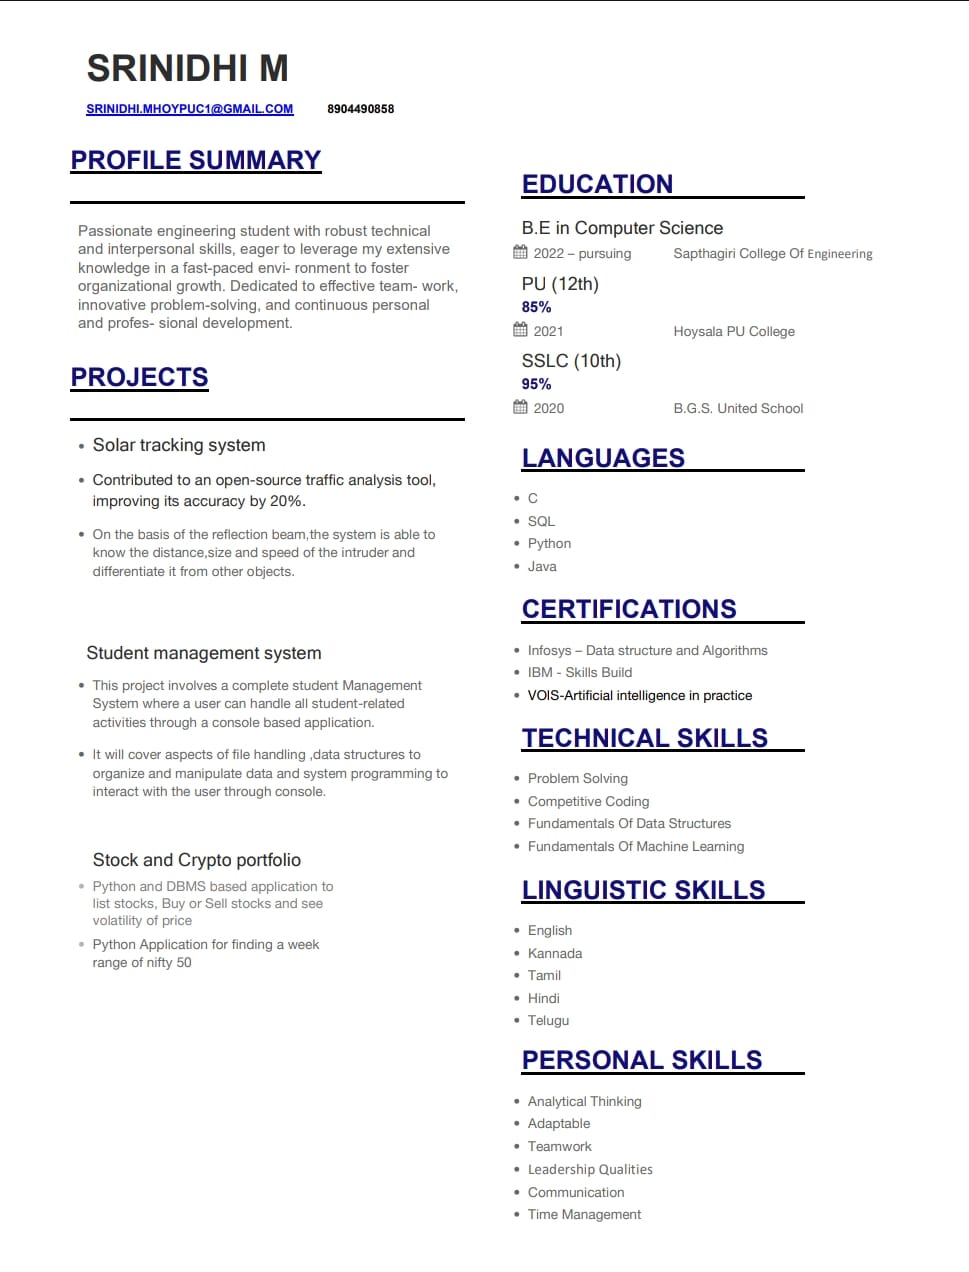 SRINIDHI M
SRINIDHI.MHOYPUC1@GMAIL.COM 8904490858
PROFILE SUMMARY
Passionate engineering student with robust technical
and interpersonal skills, eager to leverage my extensive
knowledge in a fast-paced envi- ronment to foster
organizational growth. Dedicated to effective team- work,
innovative problem-solving, and continuous personal
and profes- sional development.
PROJECTS
• Solar tracking system
• Contributed to an open-source traffic analysis tool,
improving its accuracy by 20%.
• On the basis of the reflection beam,the system is able to
know the distance,size and speed of the intruder and
differentiate it from other objects.
Student management system
• This project involves a complete student Management
System where a user can handle all student-related
activities through a console based application.
• It will cover aspects of file handling ,data structures to
organize and manipulate data and system programming to
interact with the user through console.
Stock and Crypto portfolio
• Python and DBMS based application to
list stocks, Buy or Sell stocks and see
volatility of price
• Python Application for finding a week
range of nifty 50
EDUCATION
B.E in Computer Science
2022 – pursuing Sapthagiri College Of Engineering
PU (12th)
85%
2021 Hoysala PU College
SSLC (10th)
95%
2020 B.G.S. United School
LANGUAGES
• C
• SQL
• Python
• Java
CERTIFICATIONS
• Infosys – Data structure and Algorithms
• IBM - Skills Build
• VOIS-Artificial intelligence in practice
TECHNICAL SKILLS
• Problem Solving
• Competitive Coding
• Fundamentals Of Data Structures
• Fundamentals Of Machine Learning
LINGUISTIC SKILLS
• English
• Kannada
• Tamil
• Hindi
• Telugu
PERSONAL SKILLS
• Analytical Thinking
• Adaptable
• Teamwork
• Leadership Qualities
• Communication
• Time Management